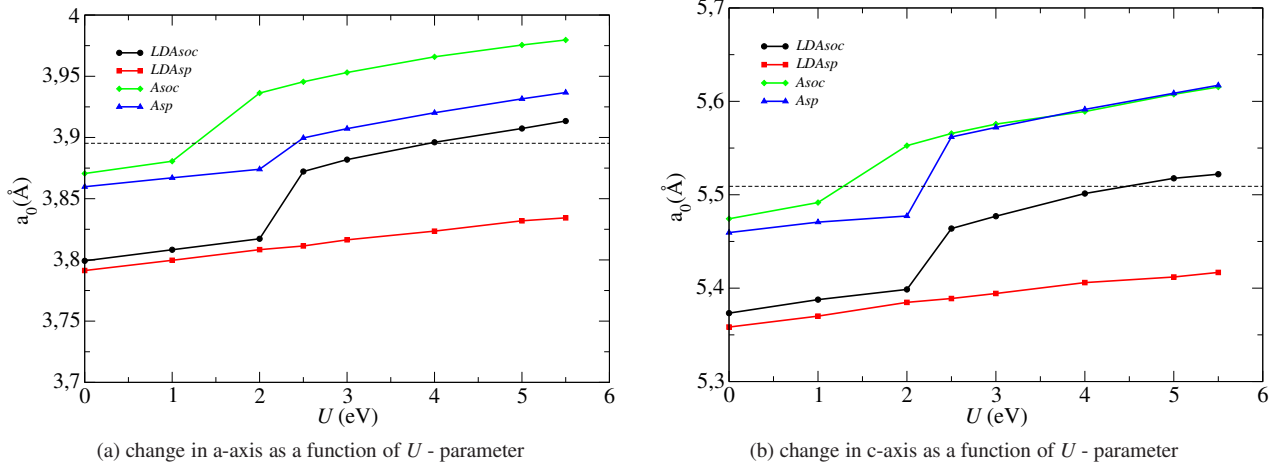 4
3,95
3,9
3,85
3,8
3,75
3,7
a₀(Å)
LDAsoc
LDAsp
Asoc
Asp
0 1 2 3 4 5 6
U (eV)
(a) change in a-axis as a function of U - parameter
5,7
5,6
5,5
5,4
5,3
a₀(Å)
LDAsoc
LDAsp
Asoc
Asp
0 1 2 3 4 5 6
U (eV)
(b) change in c-axis as a function of U - parameter